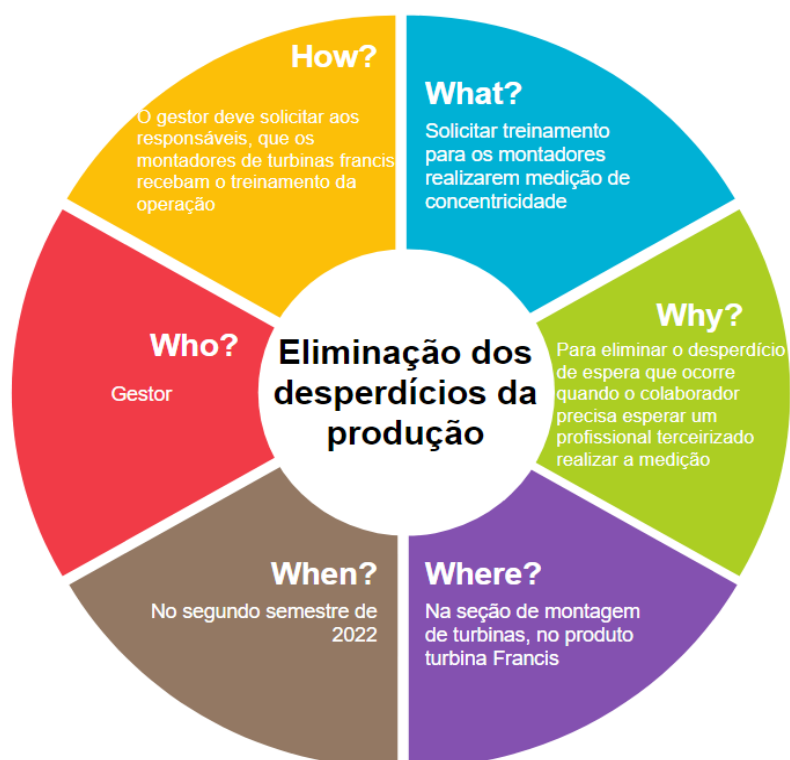 How?
O gestor deve solicitar aos
responsáveis, que os
montadores de turbinas francis
recebam o treinamento da
operação
What?
Solicitar treinamento
para os montadores
realizarem medição de
concentricidade
Why?
Para eliminar o desperdício
de espera que ocorre
quando o colaborador
precisa esperar um
profissional terceirizado
realizar a medição
Who?
Gestor
Eliminação dos
desperdícios da
produção
When?
No segundo semestre de
2022
Where?
Na seção de montagem
de turbinas, no produto
turbina Francis